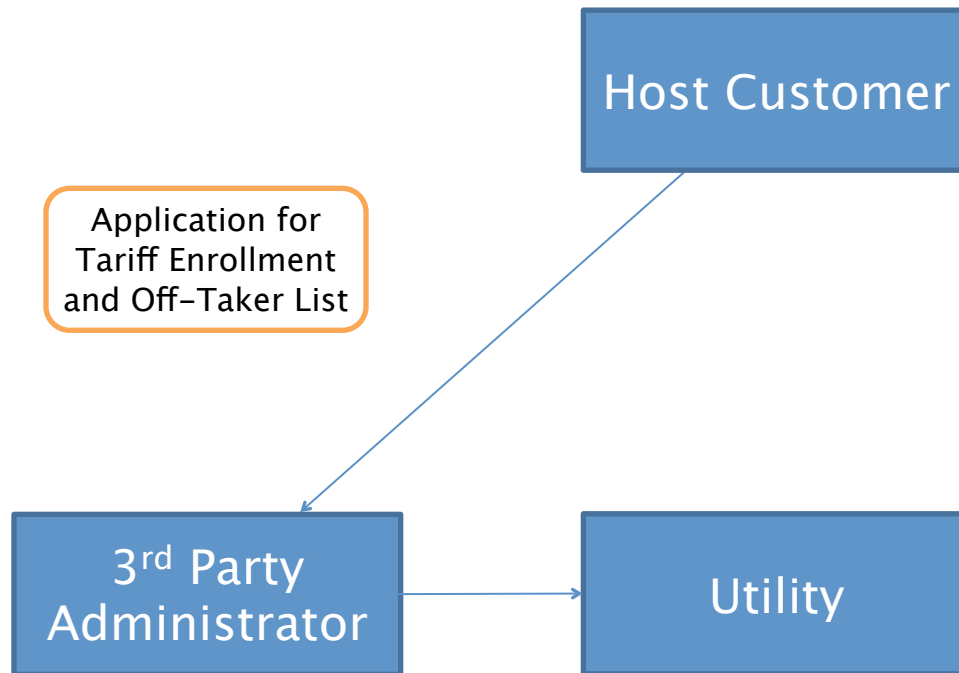 Host Customer
Application for
Tariff Enrollment
and Off-Taker List
3rd Party
Administrator
Utility